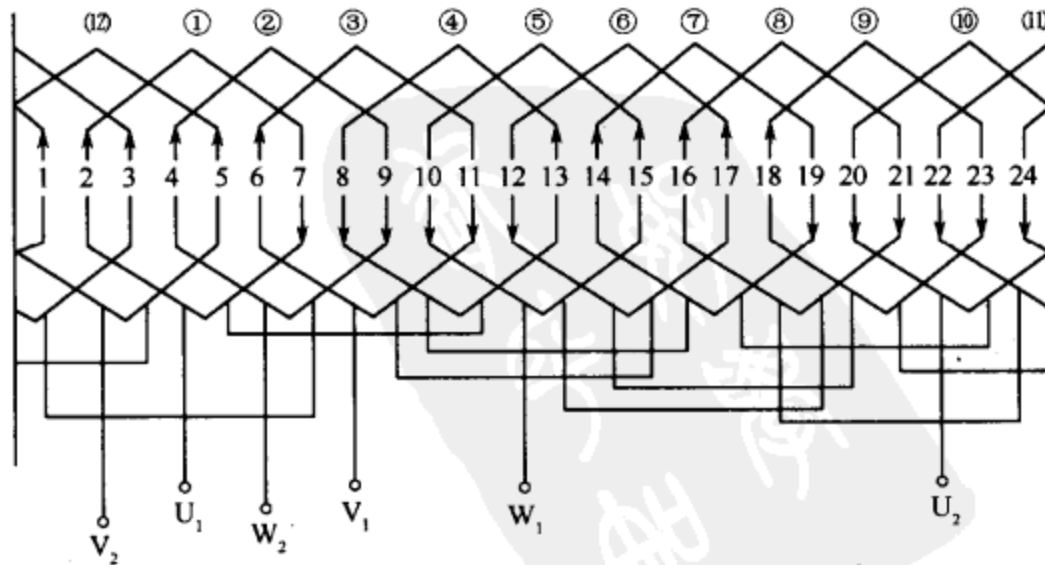 ⑿ ① ② ③ ④ ⑤ ⑥ ⑦ ⑧ ⑨ ⑩ ⑾
1 2 3 4 5 6 7 8 9 10 11 12 13 14 15 16 17 18 19 20 21 22 23 24
V₂ U₁ W₂ V₁ W₁ U₂